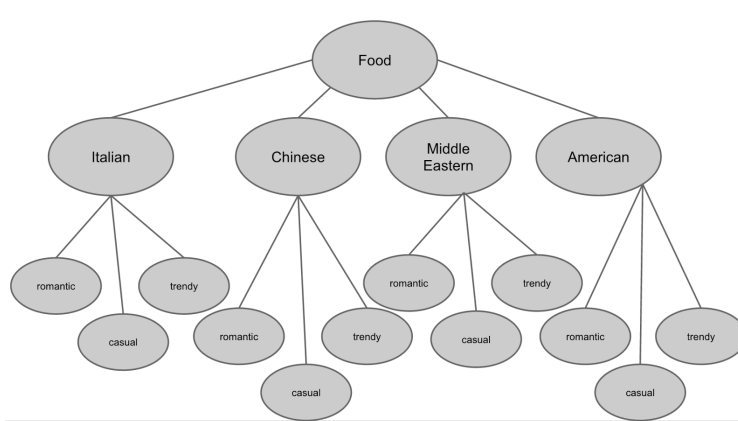 Food
Italian
Chinese
Middle
Eastern
American
romantic
casual
trendy
romantic
casual
trendy
romantic
casual
trendy
romantic
casual
trendy